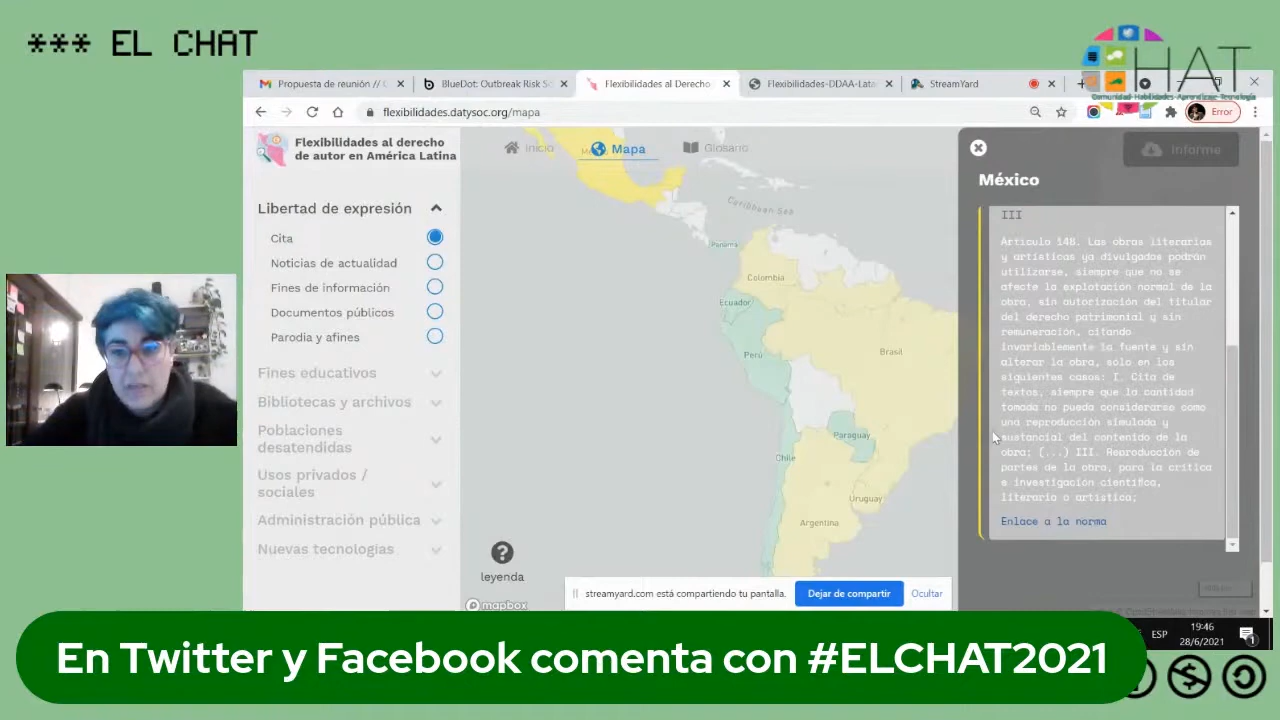 *** EL CHAT
HAT
Comunidad-Habilidades-Aprendizaje-Tecnología
Propuesta de reunión // 
BlueDot: Outbreak Risk So
Flexibilidades al Derecho
Flexibilidades-DDAA-Lata
StreamYard
flexibilidades.datysoc.org/mapa
Error
Flexibilidades al derecho
de autor en América Latina
Inicio
Mapa
Glosario
Informe
Libertad de expresión
Cita
Noticias de actualidad
Fines de información
Documentos públicos
Parodia y afines
Fines educativos
Bibliotecas y archivos
Poblaciones
desatendidas
Usos privados /
sociales
Administración pública
Nuevas tecnologías
Caribbean Sea
Panamá
Colombia
Ecuador
Perú
Brasil
Paraguay
Chile
Uruguay
Argentina
leyenda
mapbox
México
III
Artículo 148. Las obras literarias
y artísticas ya divulgadas podrán
utilizarse, siempre que no se
afecte la explotación normal de la
obra, sin autorización del titular
del derecho patrimonial y sin
remuneración, citando
invariablemente la fuente y sin
alterar la obra, sólo en los
siguientes casos: I. Cita de
textos, siempre que la cantidad
tomada no pueda considerarse como
una reproducción simulada y
sustancial del contenido de la
obra; (...) III. Reproducción de
partes de la obra, para la crítica
e investigación científica,
literaria o artística;
Enlace a la norma
streamyard.com está compartiendo tu pantalla.
Dejar de compartir
Ocultar
ESP
19:46
28/6/2021
1
En Twitter y Facebook comenta con #ELCHAT2021